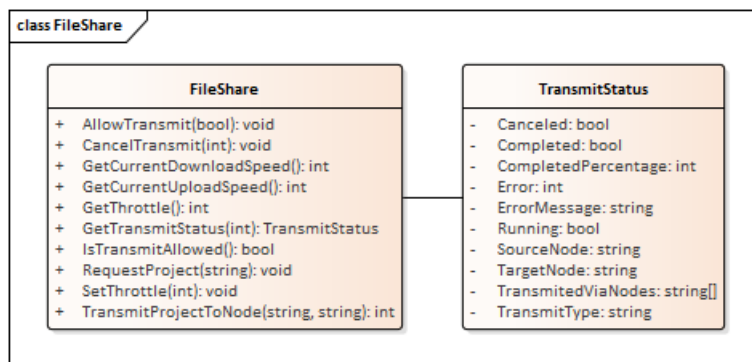 class FileShare
FileShare
+ AllowTransmit(bool): void
+ CancelTransmit(int): void
+ GetCurrentDownloadSpeed(): int
+ GetCurrentUploadSpeed(): int
+ GetThrottle(): int
+ GetTransmitStatus(int): TransmitStatus
+ IsTransmitAllowed(): bool
+ RequestProject(string): void
+ SetThrottle(int): void
+ TransmitProjectToNode(string, string): int
TransmitStatus
- Canceled: bool
- Completed: bool
- CompletedPercentage: int
- Error: int
- ErrorMessage: string
- Running: bool
- SourceNode: string
- TargetNode: string
- TransmitedViaNodes: string[]
- TransmitType: string